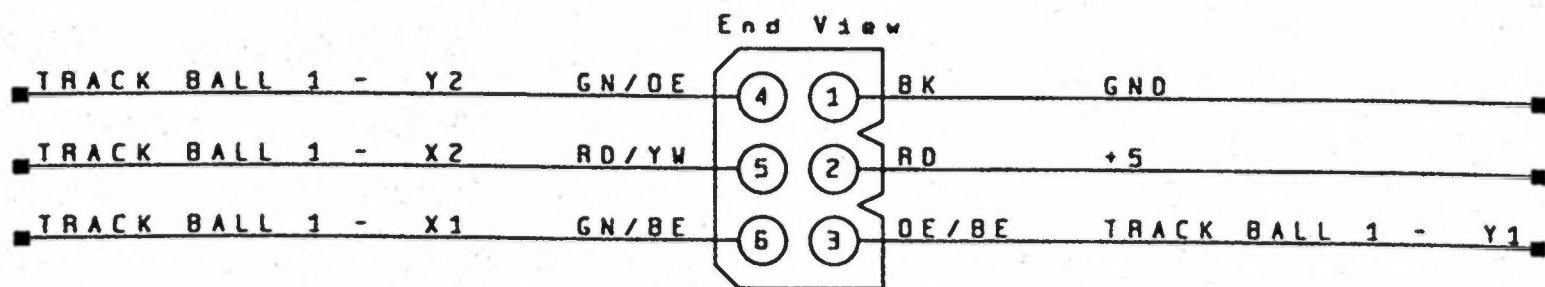 End View
TRACK BALL 1 - Y2 GN/OE 4 1 BK GND
TRACK BALL 1 - X2 RD/YW 5 2 RD +5
TRACK BALL 1 - X1 GN/BE 6 3 OE/BE TRACK BALL 1 - Y1